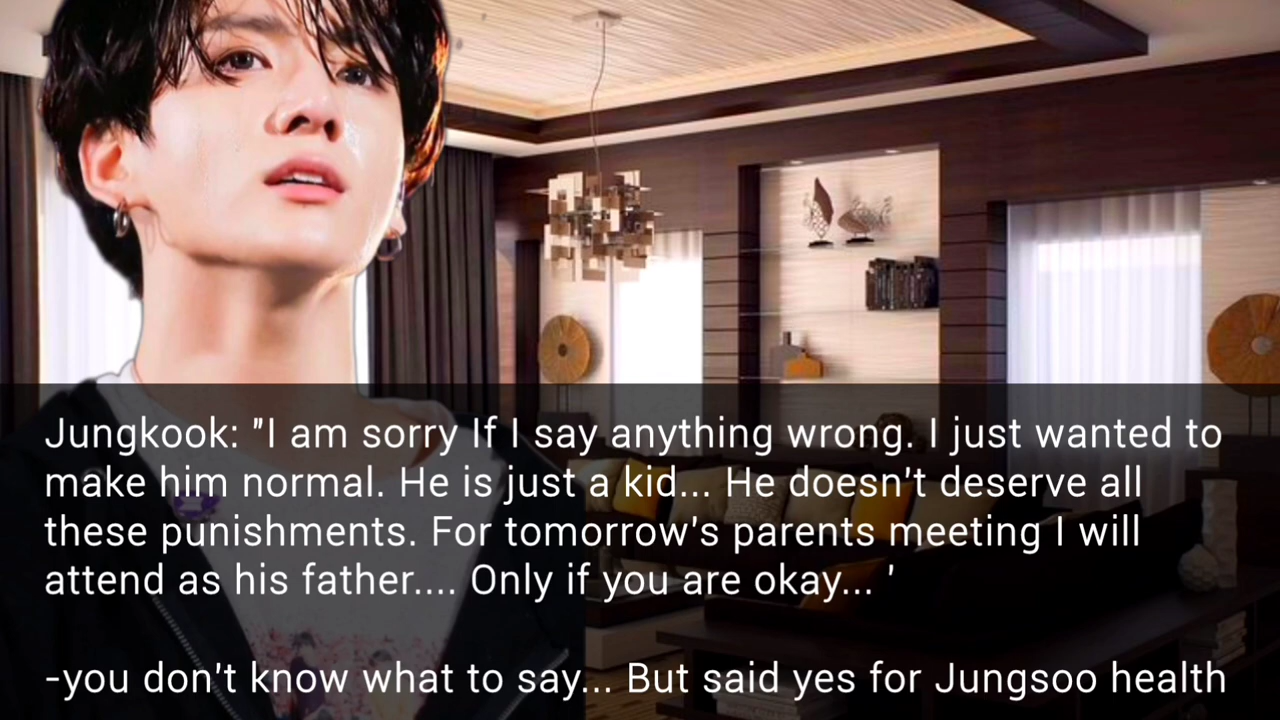 Jungkook: "I am sorry If I say anything wrong. I just wanted to
make him normal. He is just a kid... He doesn't deserve all
these punishments. For tomorrow's parents meeting I will
attend as his father.... Only if you are okay... '
-you don't know what to say... But said yes for Jungsoo health